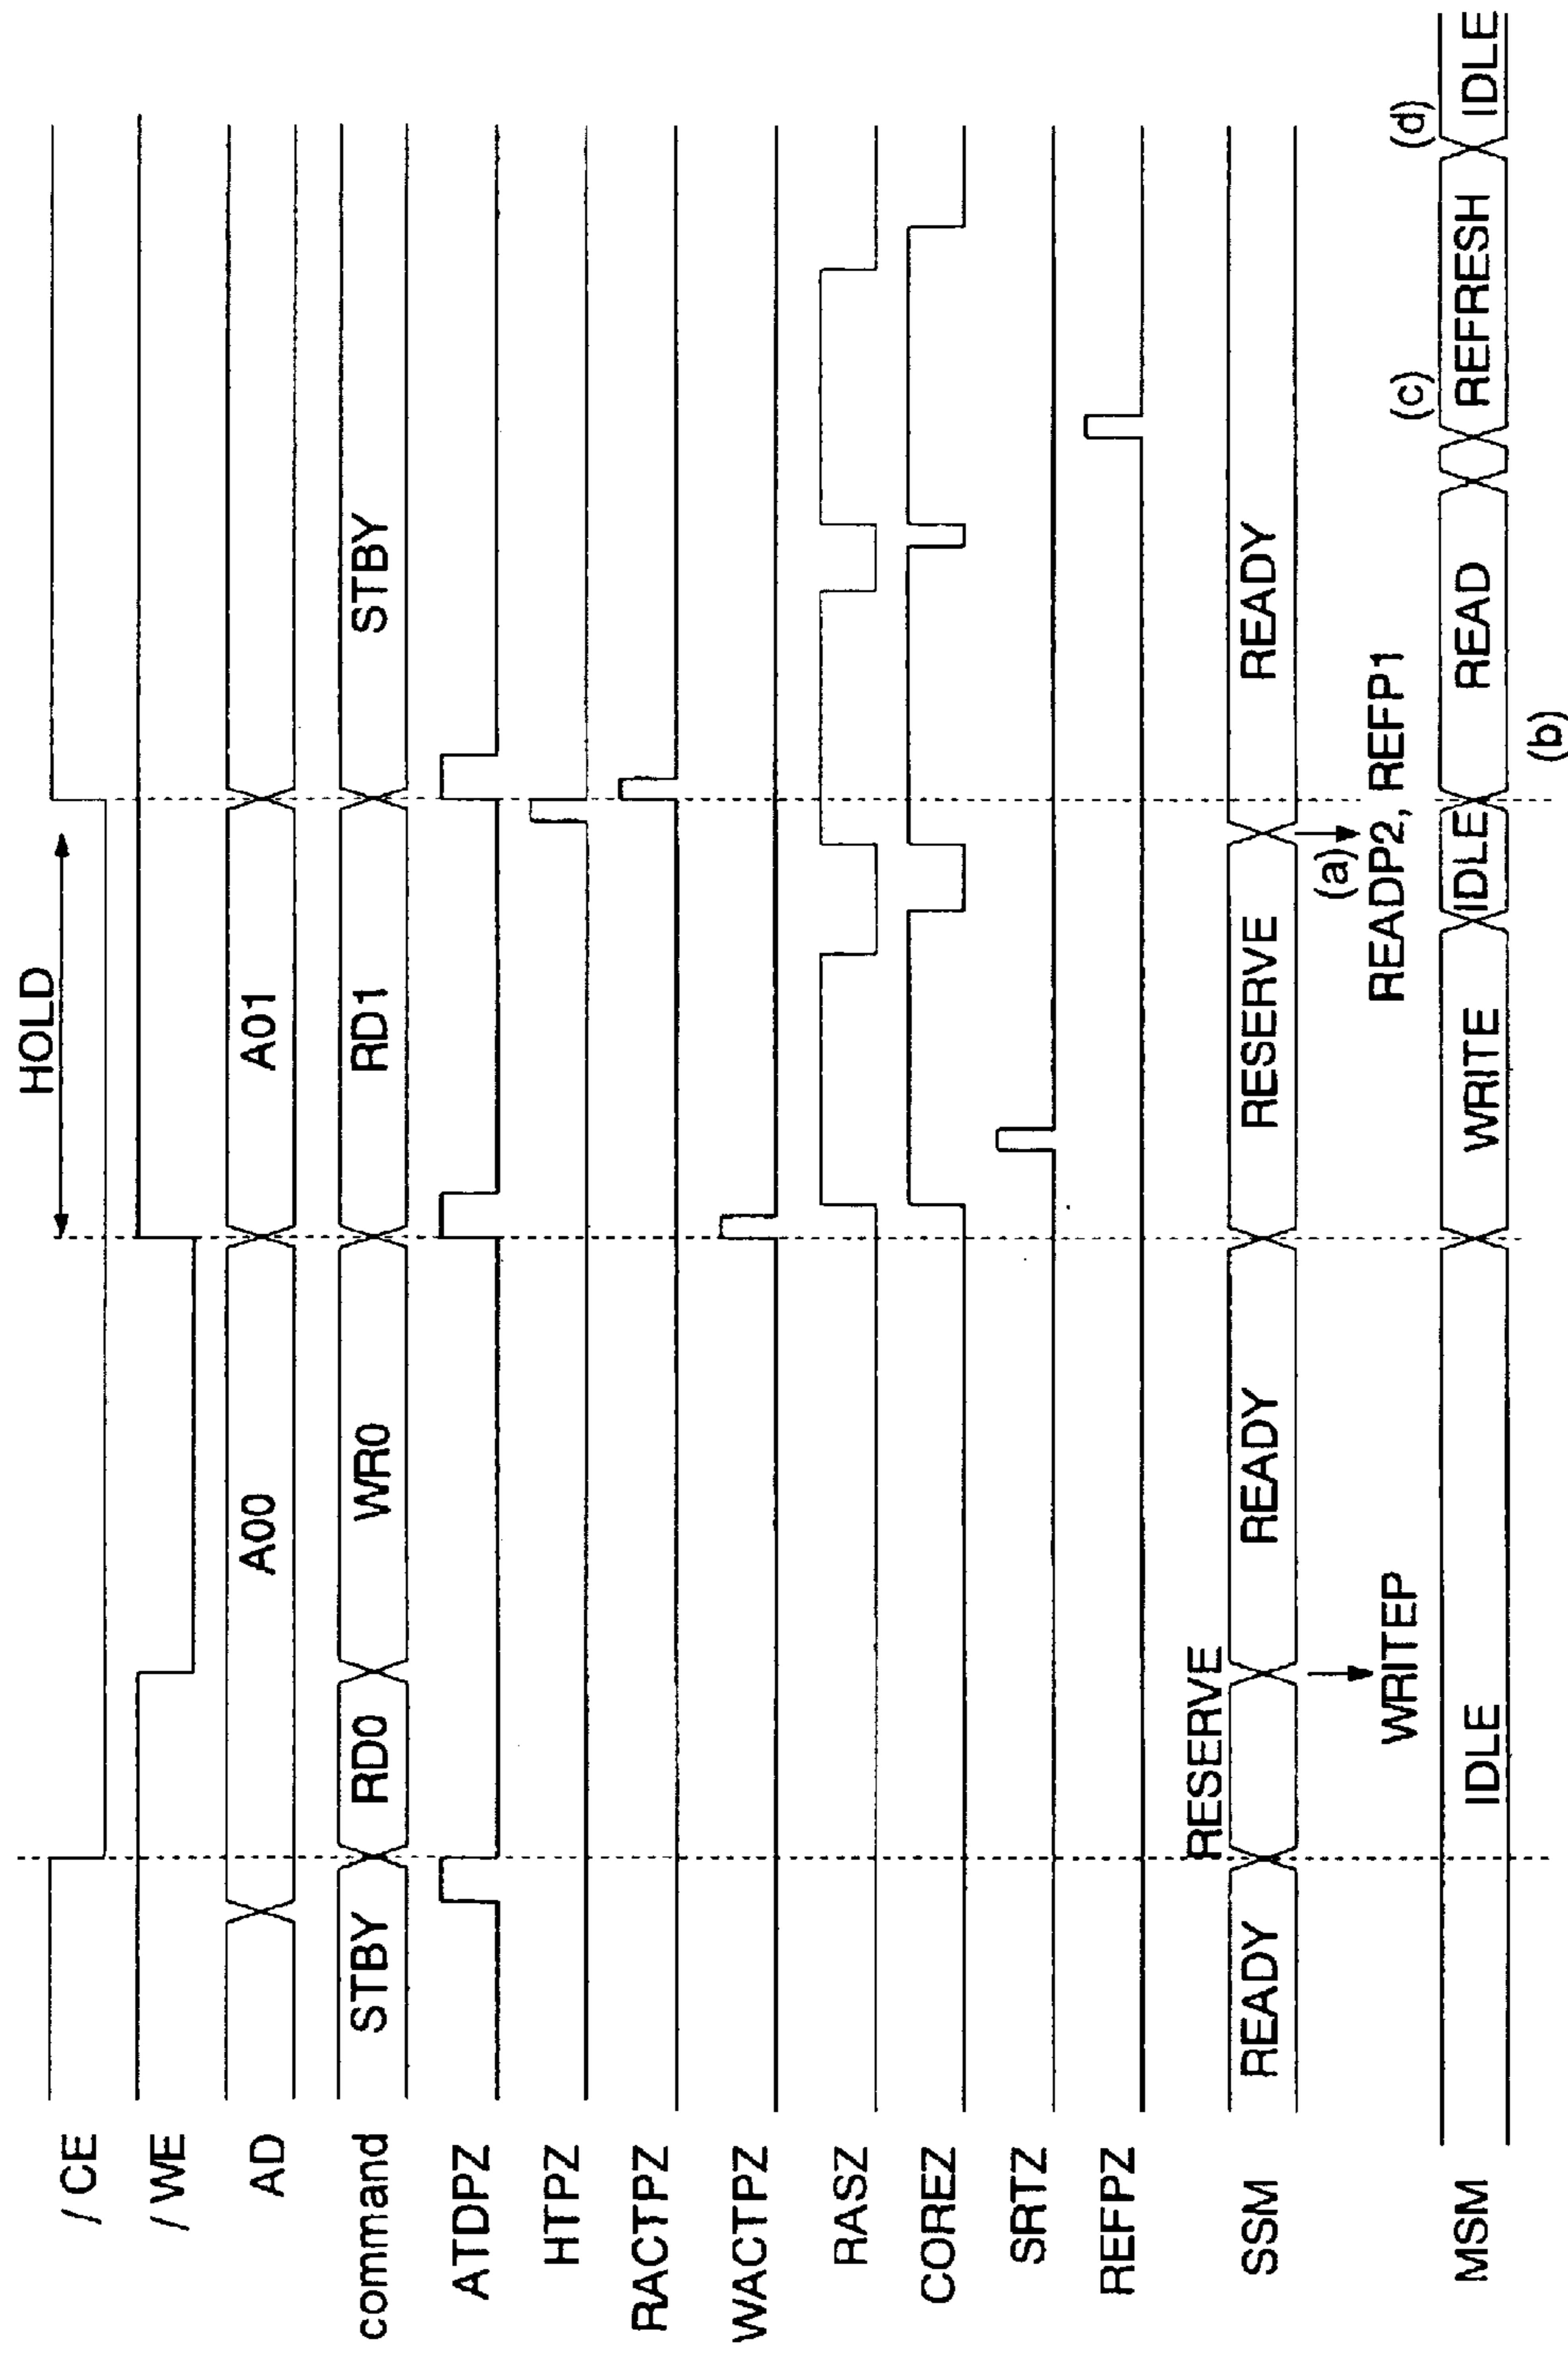 HOLD
/ CE
/ WE
AD A00 A01
command STBY RD0 WR0 RD1 STBY
ATDPZ
HTPZ
RACTPZ
WACTPZ
RASZ
COREZ
SRTZ
REFPZ
RESERVE
SSM READY READY RESERVE READY
(a)
WRITEP READP2, REFP1
(c) (d)
MSM IDLE WRITE IDLE READ REFRESH IDLE
(b)